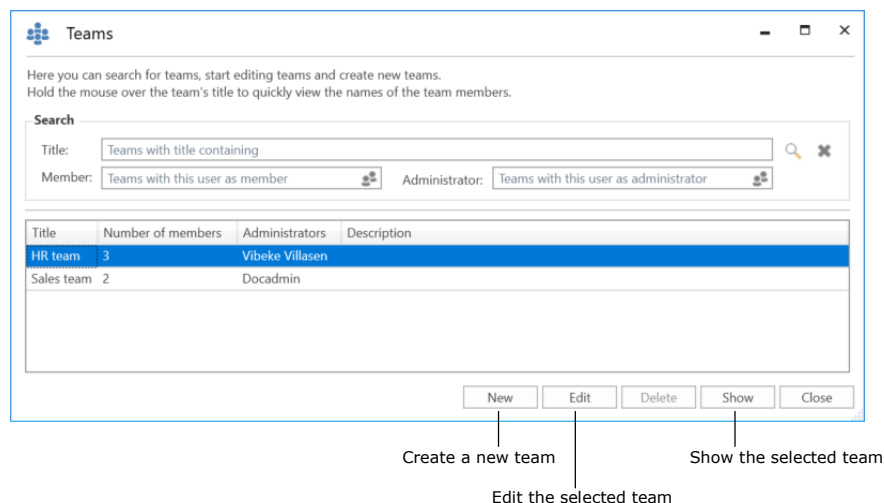 Teams
Here you can search for teams, start editing teams and create new teams.
Hold the mouse over the team's title to quickly view the names of the team members.
Search
Title: Teams with title containing
Member: Teams with this user as member Administrator: Teams with this user as administrator
Title Number of members Administrators Description
HR team 3 Vibeke Villasen
Sales team 2 Docadmin
New Edit Delete Show Close
Create a new team Show the selected team
Edit the selected team